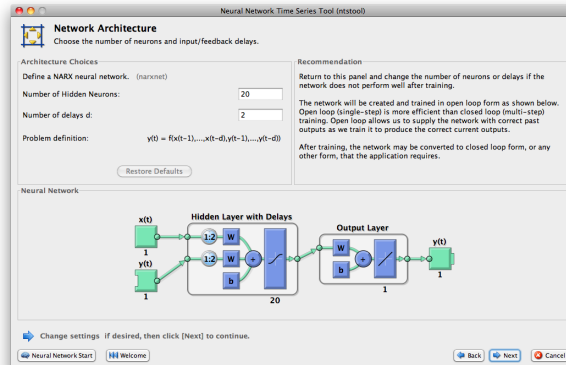 Neural Network Time Series Tool (ntstool)
Network Architecture
Choose the number of neurons and input/feedback delays.
Architecture Choices
Define a NARX neural network. (narxnet)
Number of Hidden Neurons:
20
Number of delays d:
2
Problem definition:
y(t) = f(x(t-1),...,x(t-d),y(t-1),...,y(t-d))
Restore Defaults
Recommendation
Return to this panel and change the number of neurons or delays if the
network does not perform well after training.
The network will be created and trained in open loop form as shown below.
Open loop (single-step) is more efficient than closed loop (multi-step)
training. Open loop allows us to supply the network with correct past
outputs as we train it to produce the correct current outputs.
After training, the network may be converted to closed loop form, or any
other form, that the application requires.
Neural Network
x(t)
1
y(t)
1
Hidden Layer with Delays
1:2
W
1:2
W
b
+
20
Output Layer
W
b
+
1
y(t)
1
Change settings if desired, then click [Next] to continue.
Neural Network Start
Welcome
Back
Next
Cancel